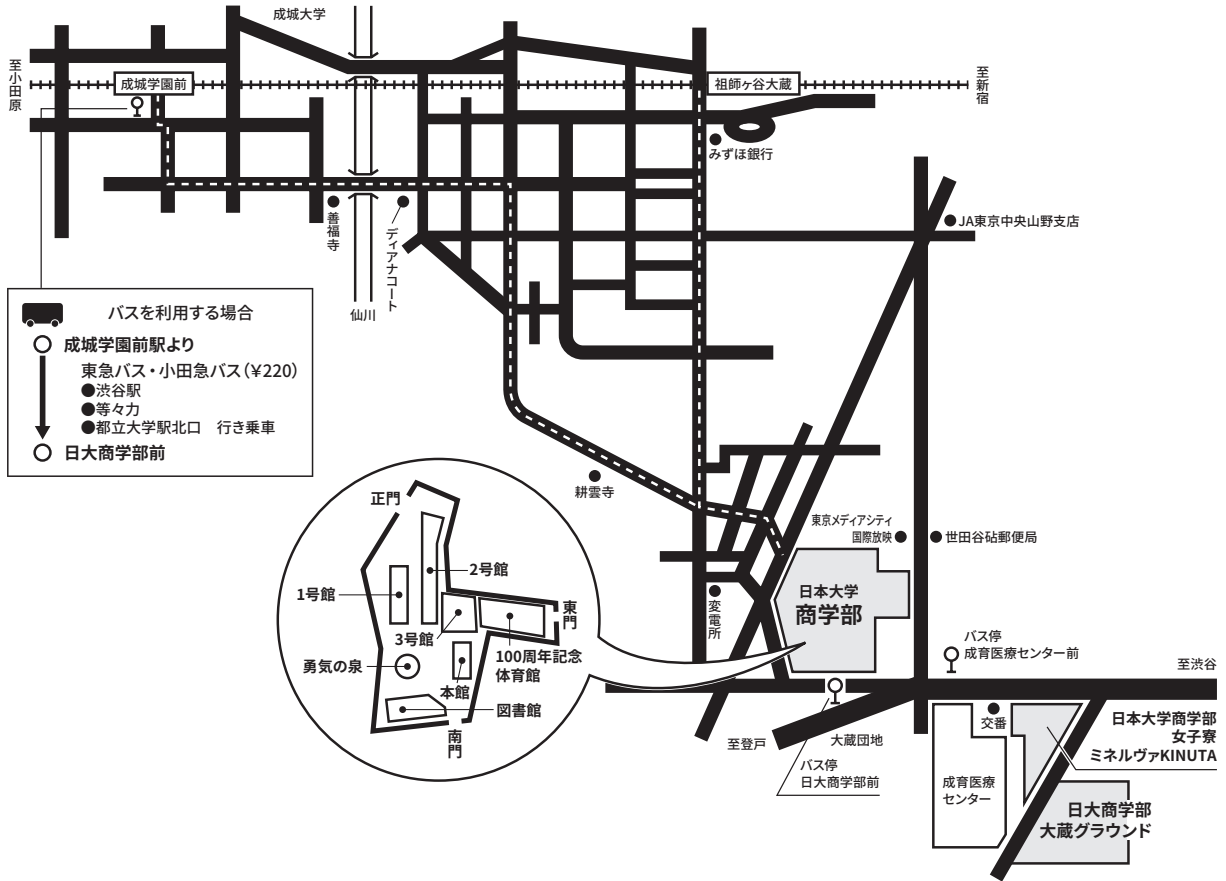 成城大学
至小田原
成城学園前
祖師ヶ谷大蔵
至新宿
みずほ銀行
善福寺
ディアナコート
仙川
JA東京中央山野支店
バスを利用する場合
成城学園前駅より
東急バス・小田急バス(¥220)
●渋谷駅
●等々力
●都立大学駅北口 行き乗車
日大商学部前
耕雲寺
東京メディアシティ
国際放映
世田谷砧郵便局
正門
2号館
1号館
3号館
東門
100周年記念
体育館
勇気の泉
本館
図書館
南門
変電所
日本大学
商学部
バス停
成育医療センター前
至渋谷
至登戸
大蔵団地
バス停
日大商学部前
交番
日本大学商学部
女子寮
ミネルヴァKINUTA
成育医療
センター
日大商学部
大蔵グラウンド